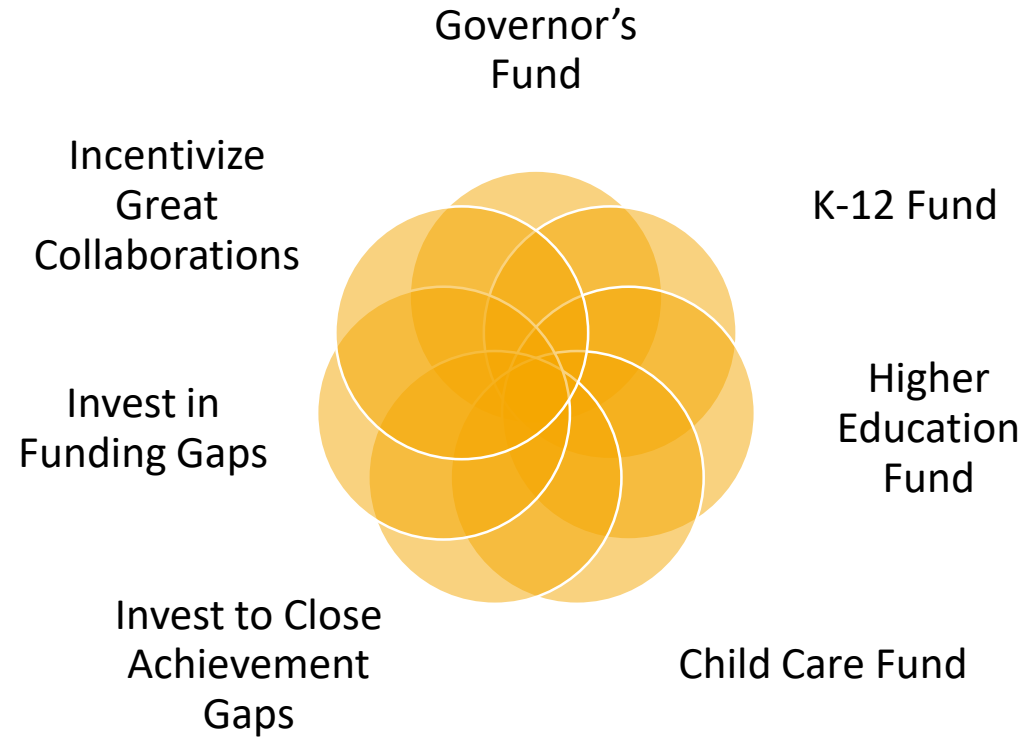 Governor’s
Fund
K-12 Fund
Higher
Education
Fund
Child Care Fund
Invest to Close
Achievement
Gaps
Invest in
Funding Gaps
Incentivize
Great
Collaborations